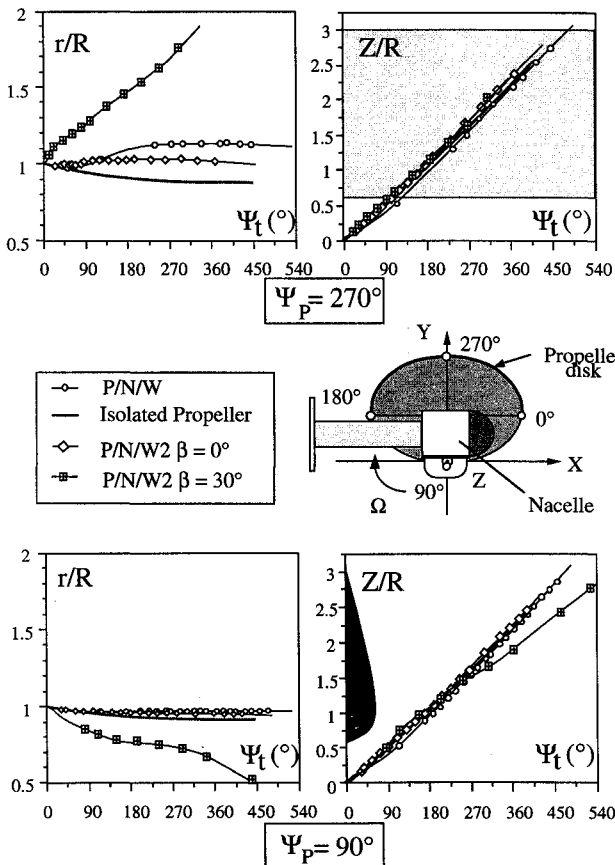 r/R
2
1.5
1
0.5
Ψt (°)
0 90 180 270 360 450 540
Z/R
3
2.5
2
1.5
1
0.5
0
Ψt (°)
0 90 180 270 360 450 540
ΨP = 270°
P/N/W
Isolated Propeller
P/N/W2 β = 0°
P/N/W2 β = 30°
Y
270°
Propelle
disk
180°
0°
X
Z
90°
Ω
Nacelle
r/R
2
1.5
1
0.5
Ψt (°)
0 90 180 270 360 450 540
Z/R
3
2.5
2
1.5
1
0.5
0
Ψt (°)
0 90 180 270 360 450 540
ΨP = 90°